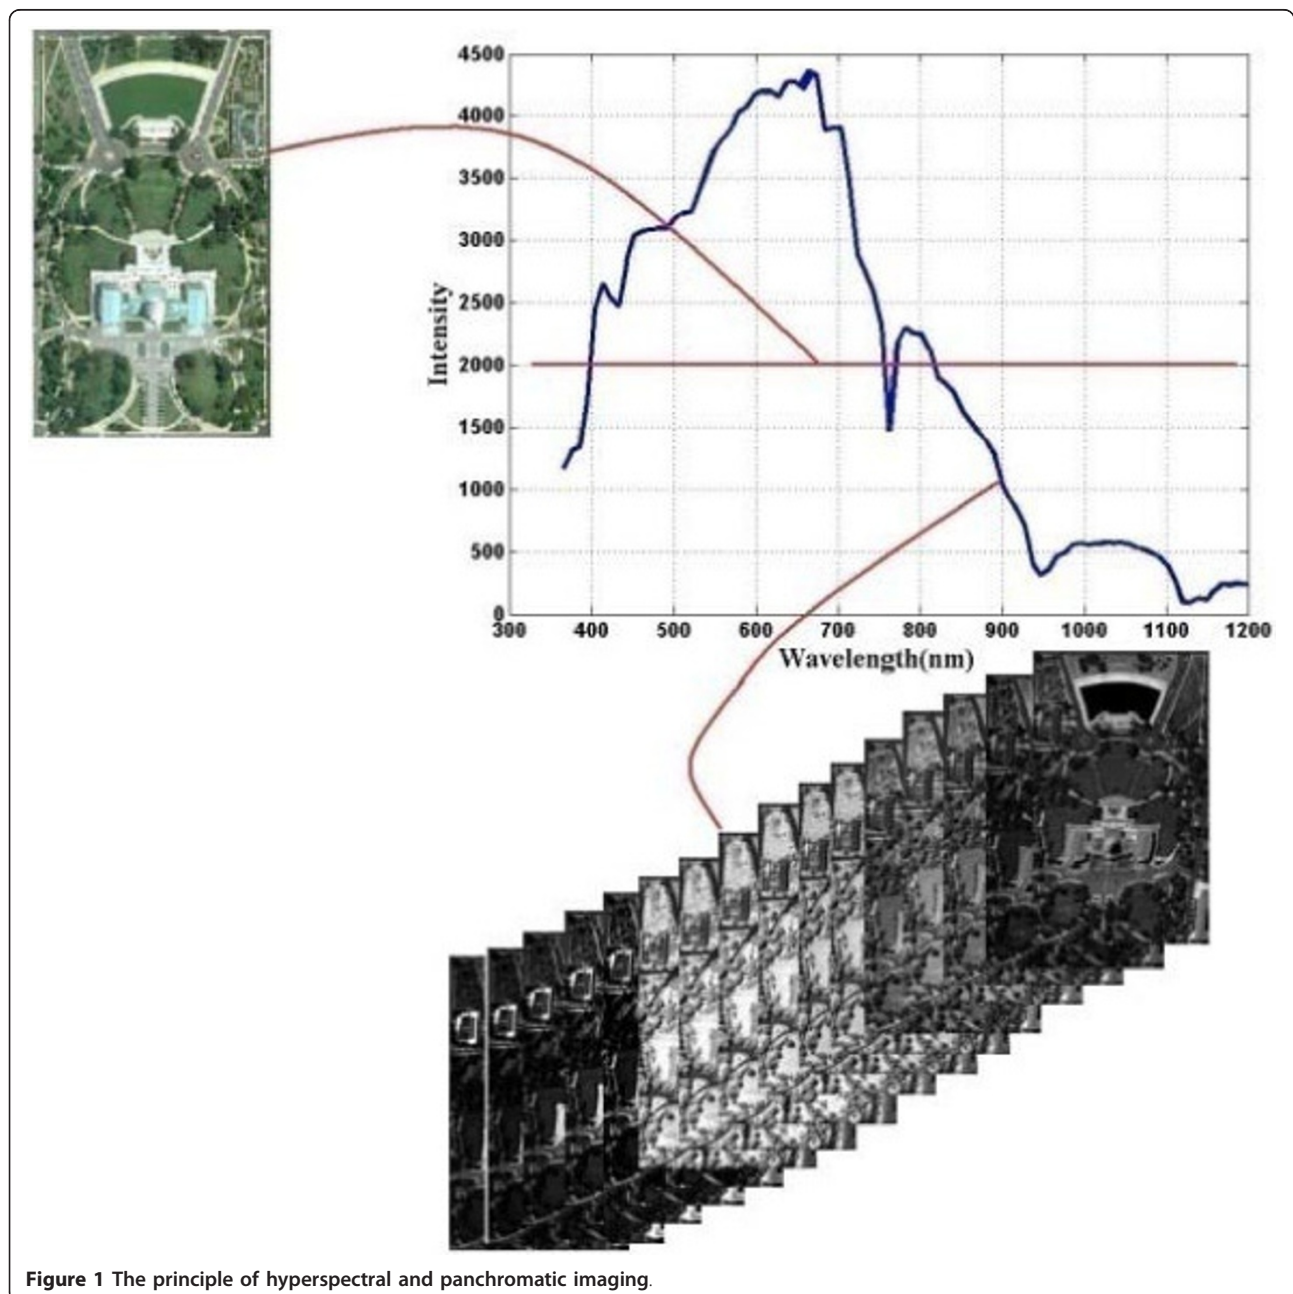 4500
4000
3500
3000
2500
2000
1500
1000
500
0
Intensity
300 400 500 600 700 800 900 1000 1100 1200
Wavelength(nm)
Figure 1 The principle of hyperspectral and panchromatic imaging.